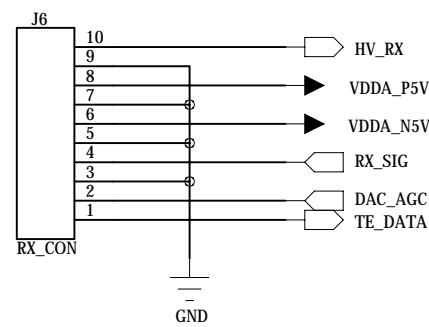 J6
10 HV_RX
9
8 VDDA_P5V
7
6 VDDA_N5V
5
4 RX_SIG
3
2 DAC_AGC
1 TE_DATA
RX_CON
GND